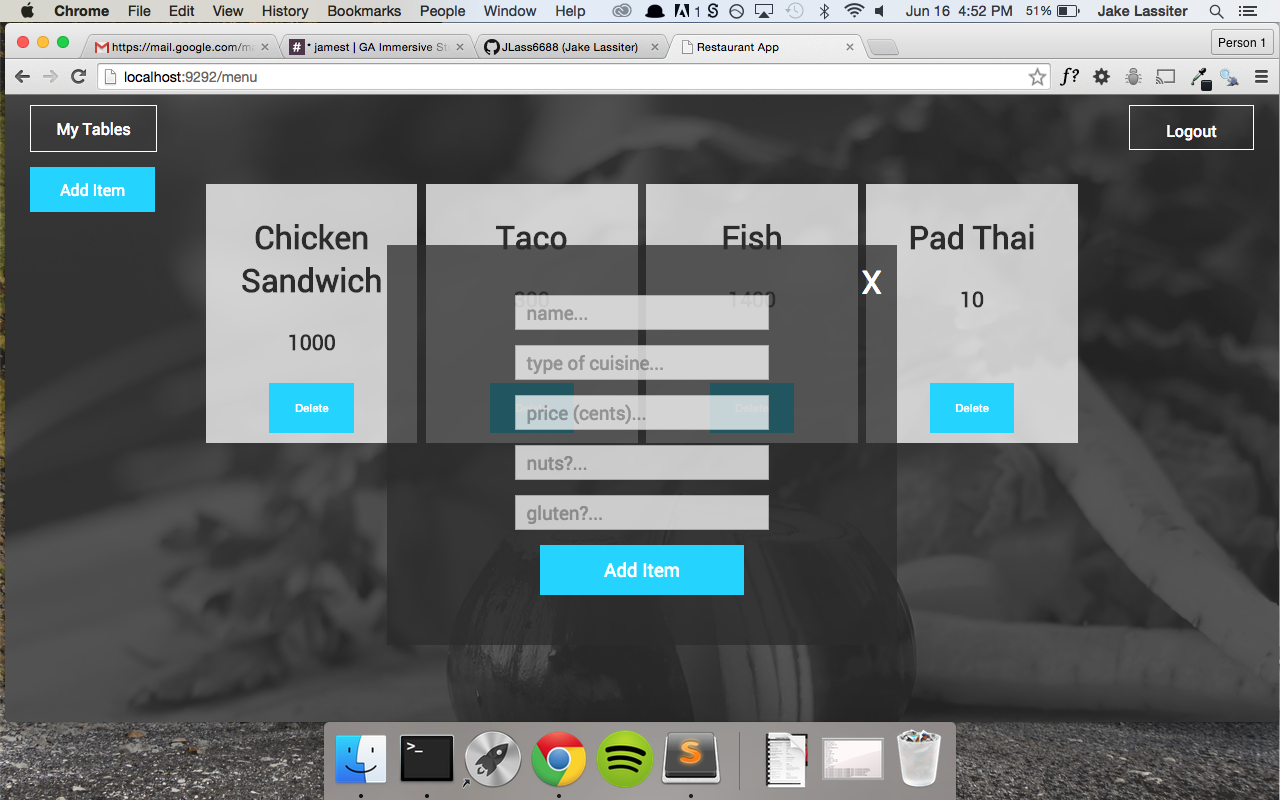 Chrome File Edit View History Bookmarks People Window Help 1 Jun 16 4:52 PM 51% Jake Lassiter
https://mail.google.com/m
* jamest | GA Immersive St
JLass6688 (Jake Lassiter)
Restaurant App
Person 1
localhost:9292/menu
f?
My Tables
Logout
Add Item
Chicken
Sandwich
1000
Delete
Taco
300
Fish
1400
Pad Thai
10
Delete
X
name...
type of cuisine...
price (cents)...
nuts?...
gluten?...
Add Item
>_
S